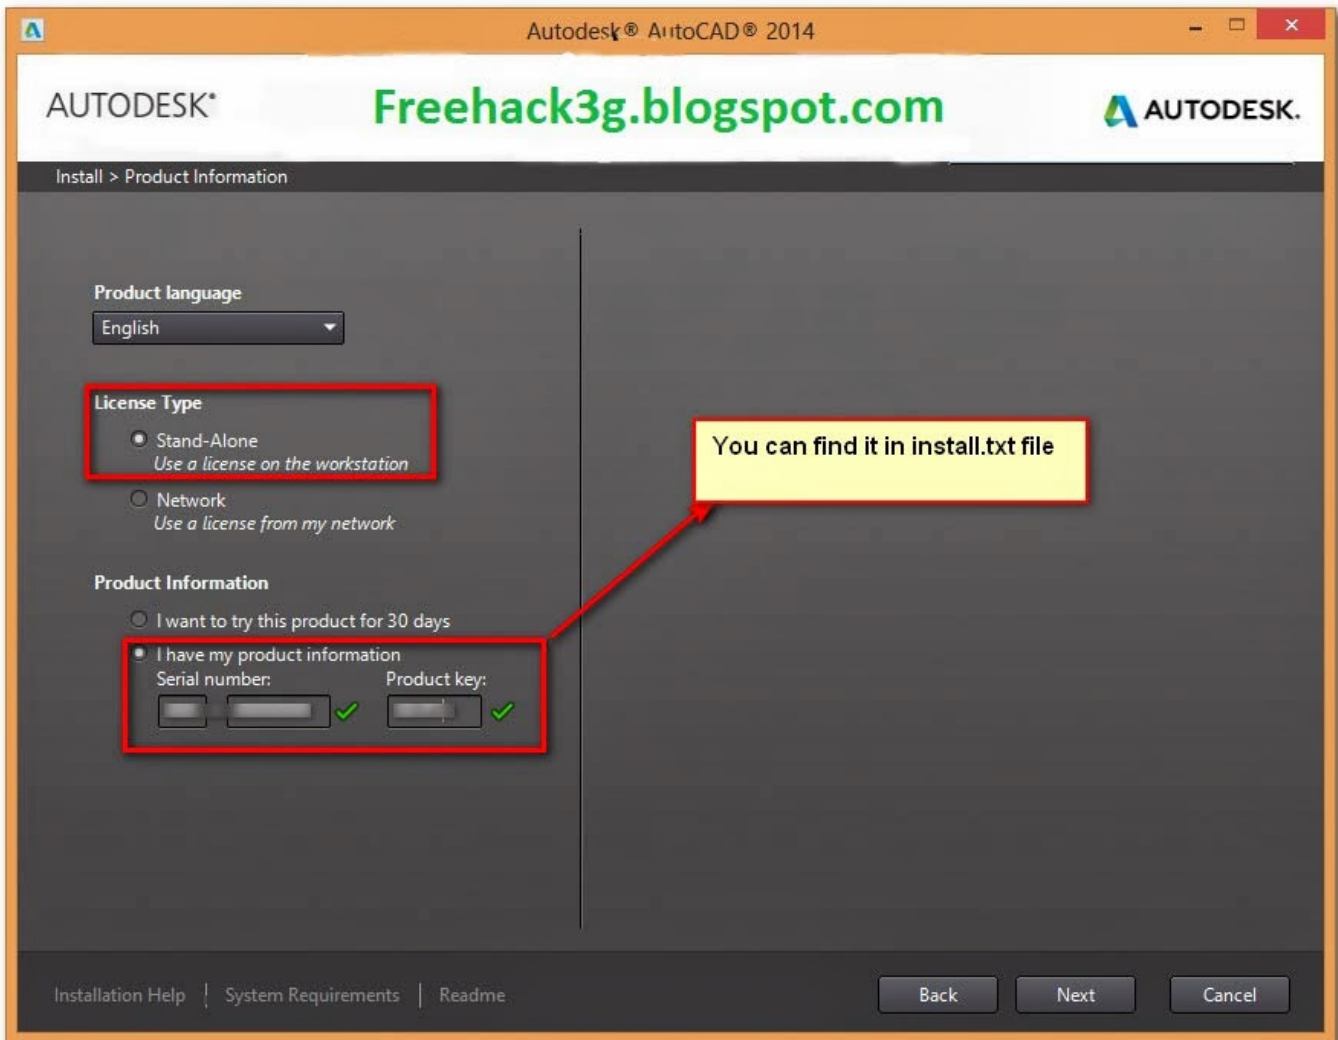 Autodesk® AutoCAD® 2014
AUTODESK®
Freehack3g.blogspot.com
AUTODESK.
Install > Product Information
Product language
English
License Type
Stand-Alone
Use a license on the workstation
Network
Use a license from my network
You can find it in install.txt file
Product Information
I want to try this product for 30 days
I have my product information
Serial number: Product key:
Installation Help | System Requirements | Readme
Back Next Cancel